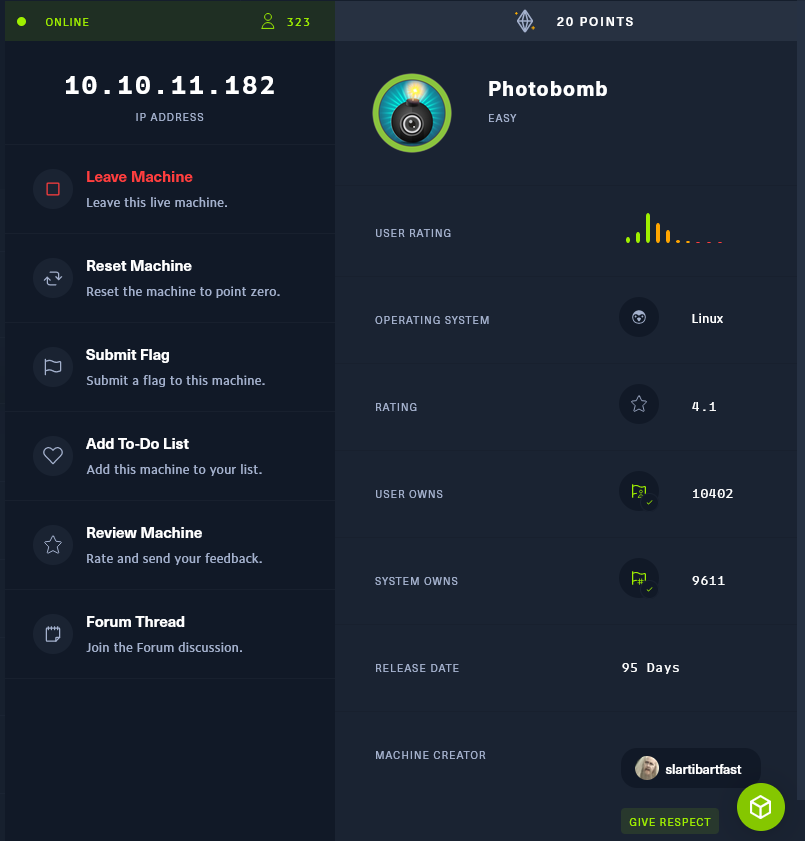 ONLINE
323
10.10.11.182
IP ADDRESS
Leave Machine
Leave this live machine.
Reset Machine
Reset the machine to point zero.
Submit Flag
Submit a flag to this machine.
Add To-Do List
Add this machine to your list.
Review Machine
Rate and send your feedback.
Forum Thread
Join the Forum discussion.
20 POINTS
Photobomb
EASY
USER RATING
OPERATING SYSTEM
Linux
RATING
4.1
USER OWNS
10402
SYSTEM OWNS
9611
RELEASE DATE
95 Days
MACHINE CREATOR
slartibartfast
GIVE RESPECT